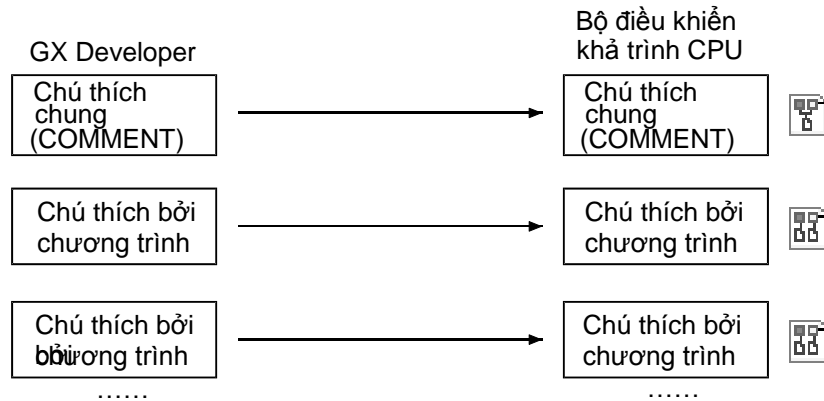 GX Developer
Bộ điều khiển
khả trình CPU
Chú thích
chung
(COMMENT)
Chú thích
chung
(COMMENT)
Chú thích bởi
chương trình
Chú thích bởi
chương trình
Chú thích bởi
chương trình
Chú thích bởi
chương trình
......
......